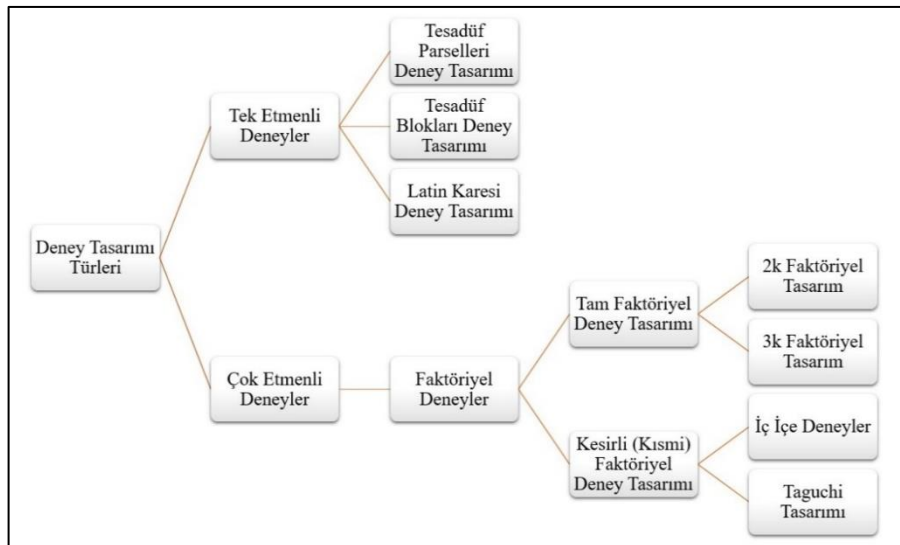 Deney Tasarımı
Türleri
Tek Etmenli
Deneyler
Tesadüf
Parselleri
Deney Tasarımı
Tesadüf
Blokları Deney
Tasarımı
Latin Karesi
Deney Tasarımı
Çok Etmenli
Deneyler
Faktöriyel
Deneyler
Tam Faktöriyel
Deney Tasarımı
2k Faktöriyel
Tasarım
3k Faktöriyel
Tasarım
Kesirli (Kısmi)
Faktöriyel
Deney Tasarımı
İç İçe Deneyler
Taguchi
Tasarımı